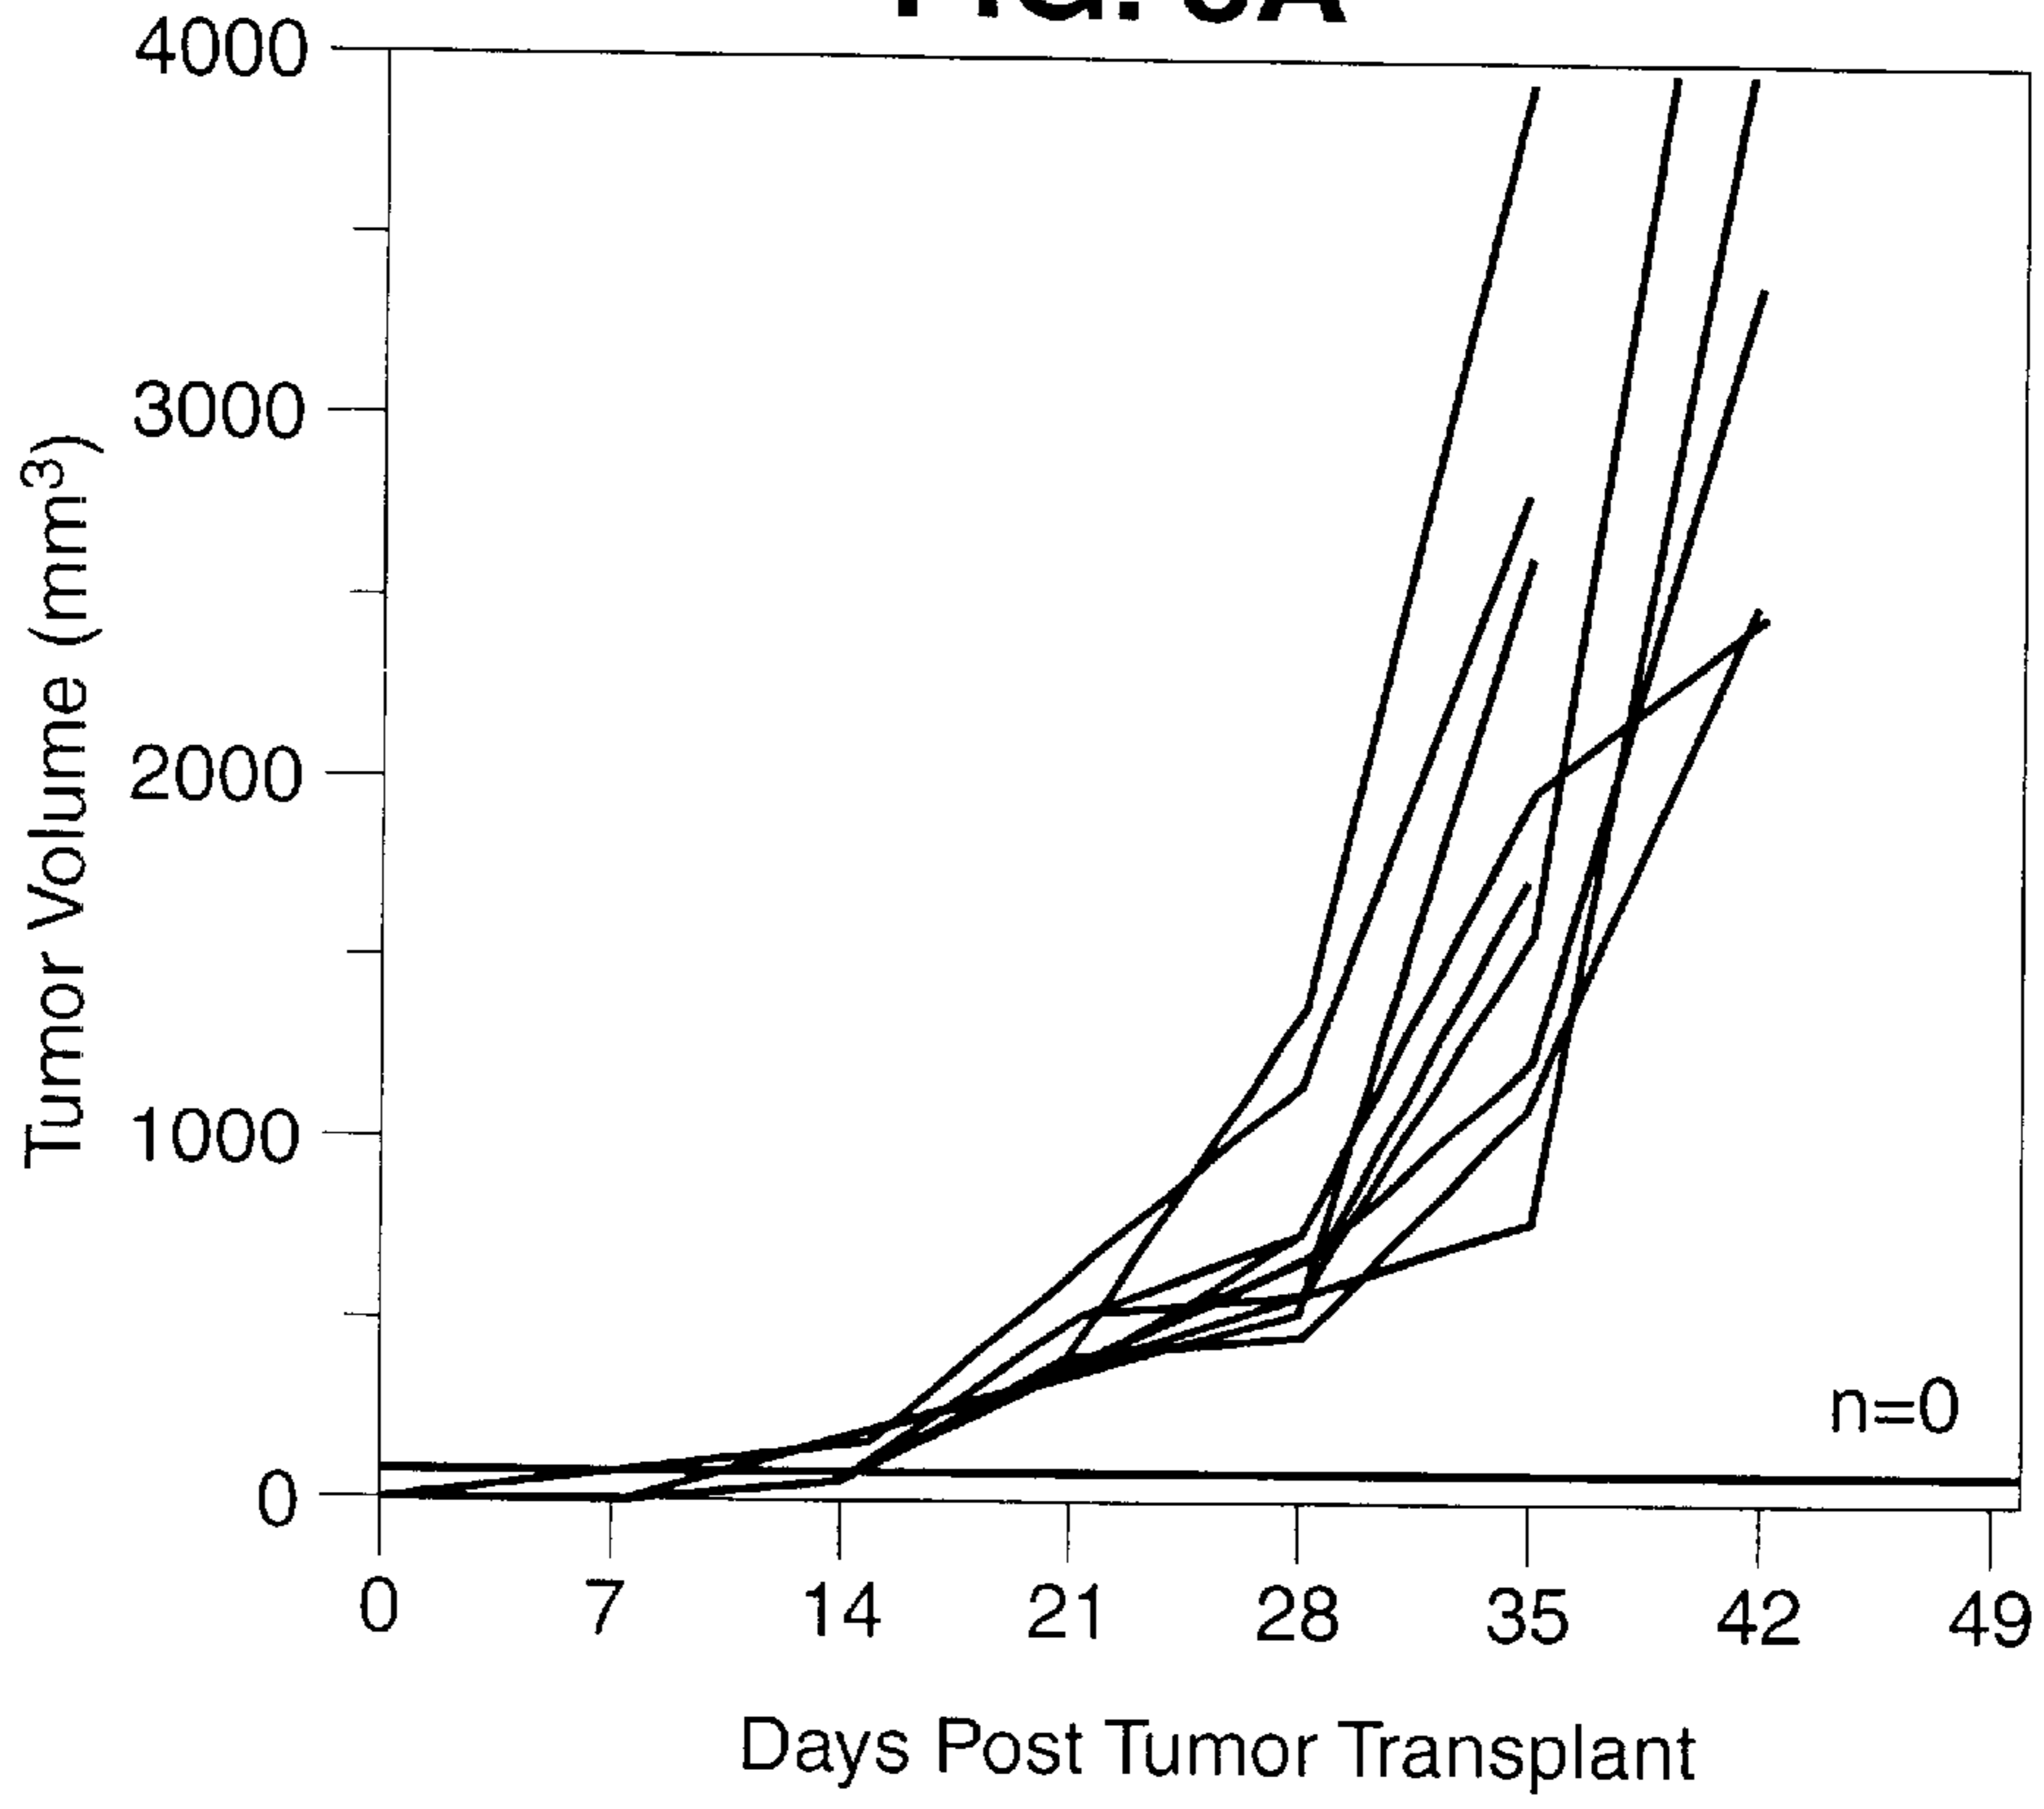 4000
3000
2000
1000
0
Tumor Volume (mm³)
n=0
0 7 14 21 28 35 42 49
Days Post Tumor Transplant